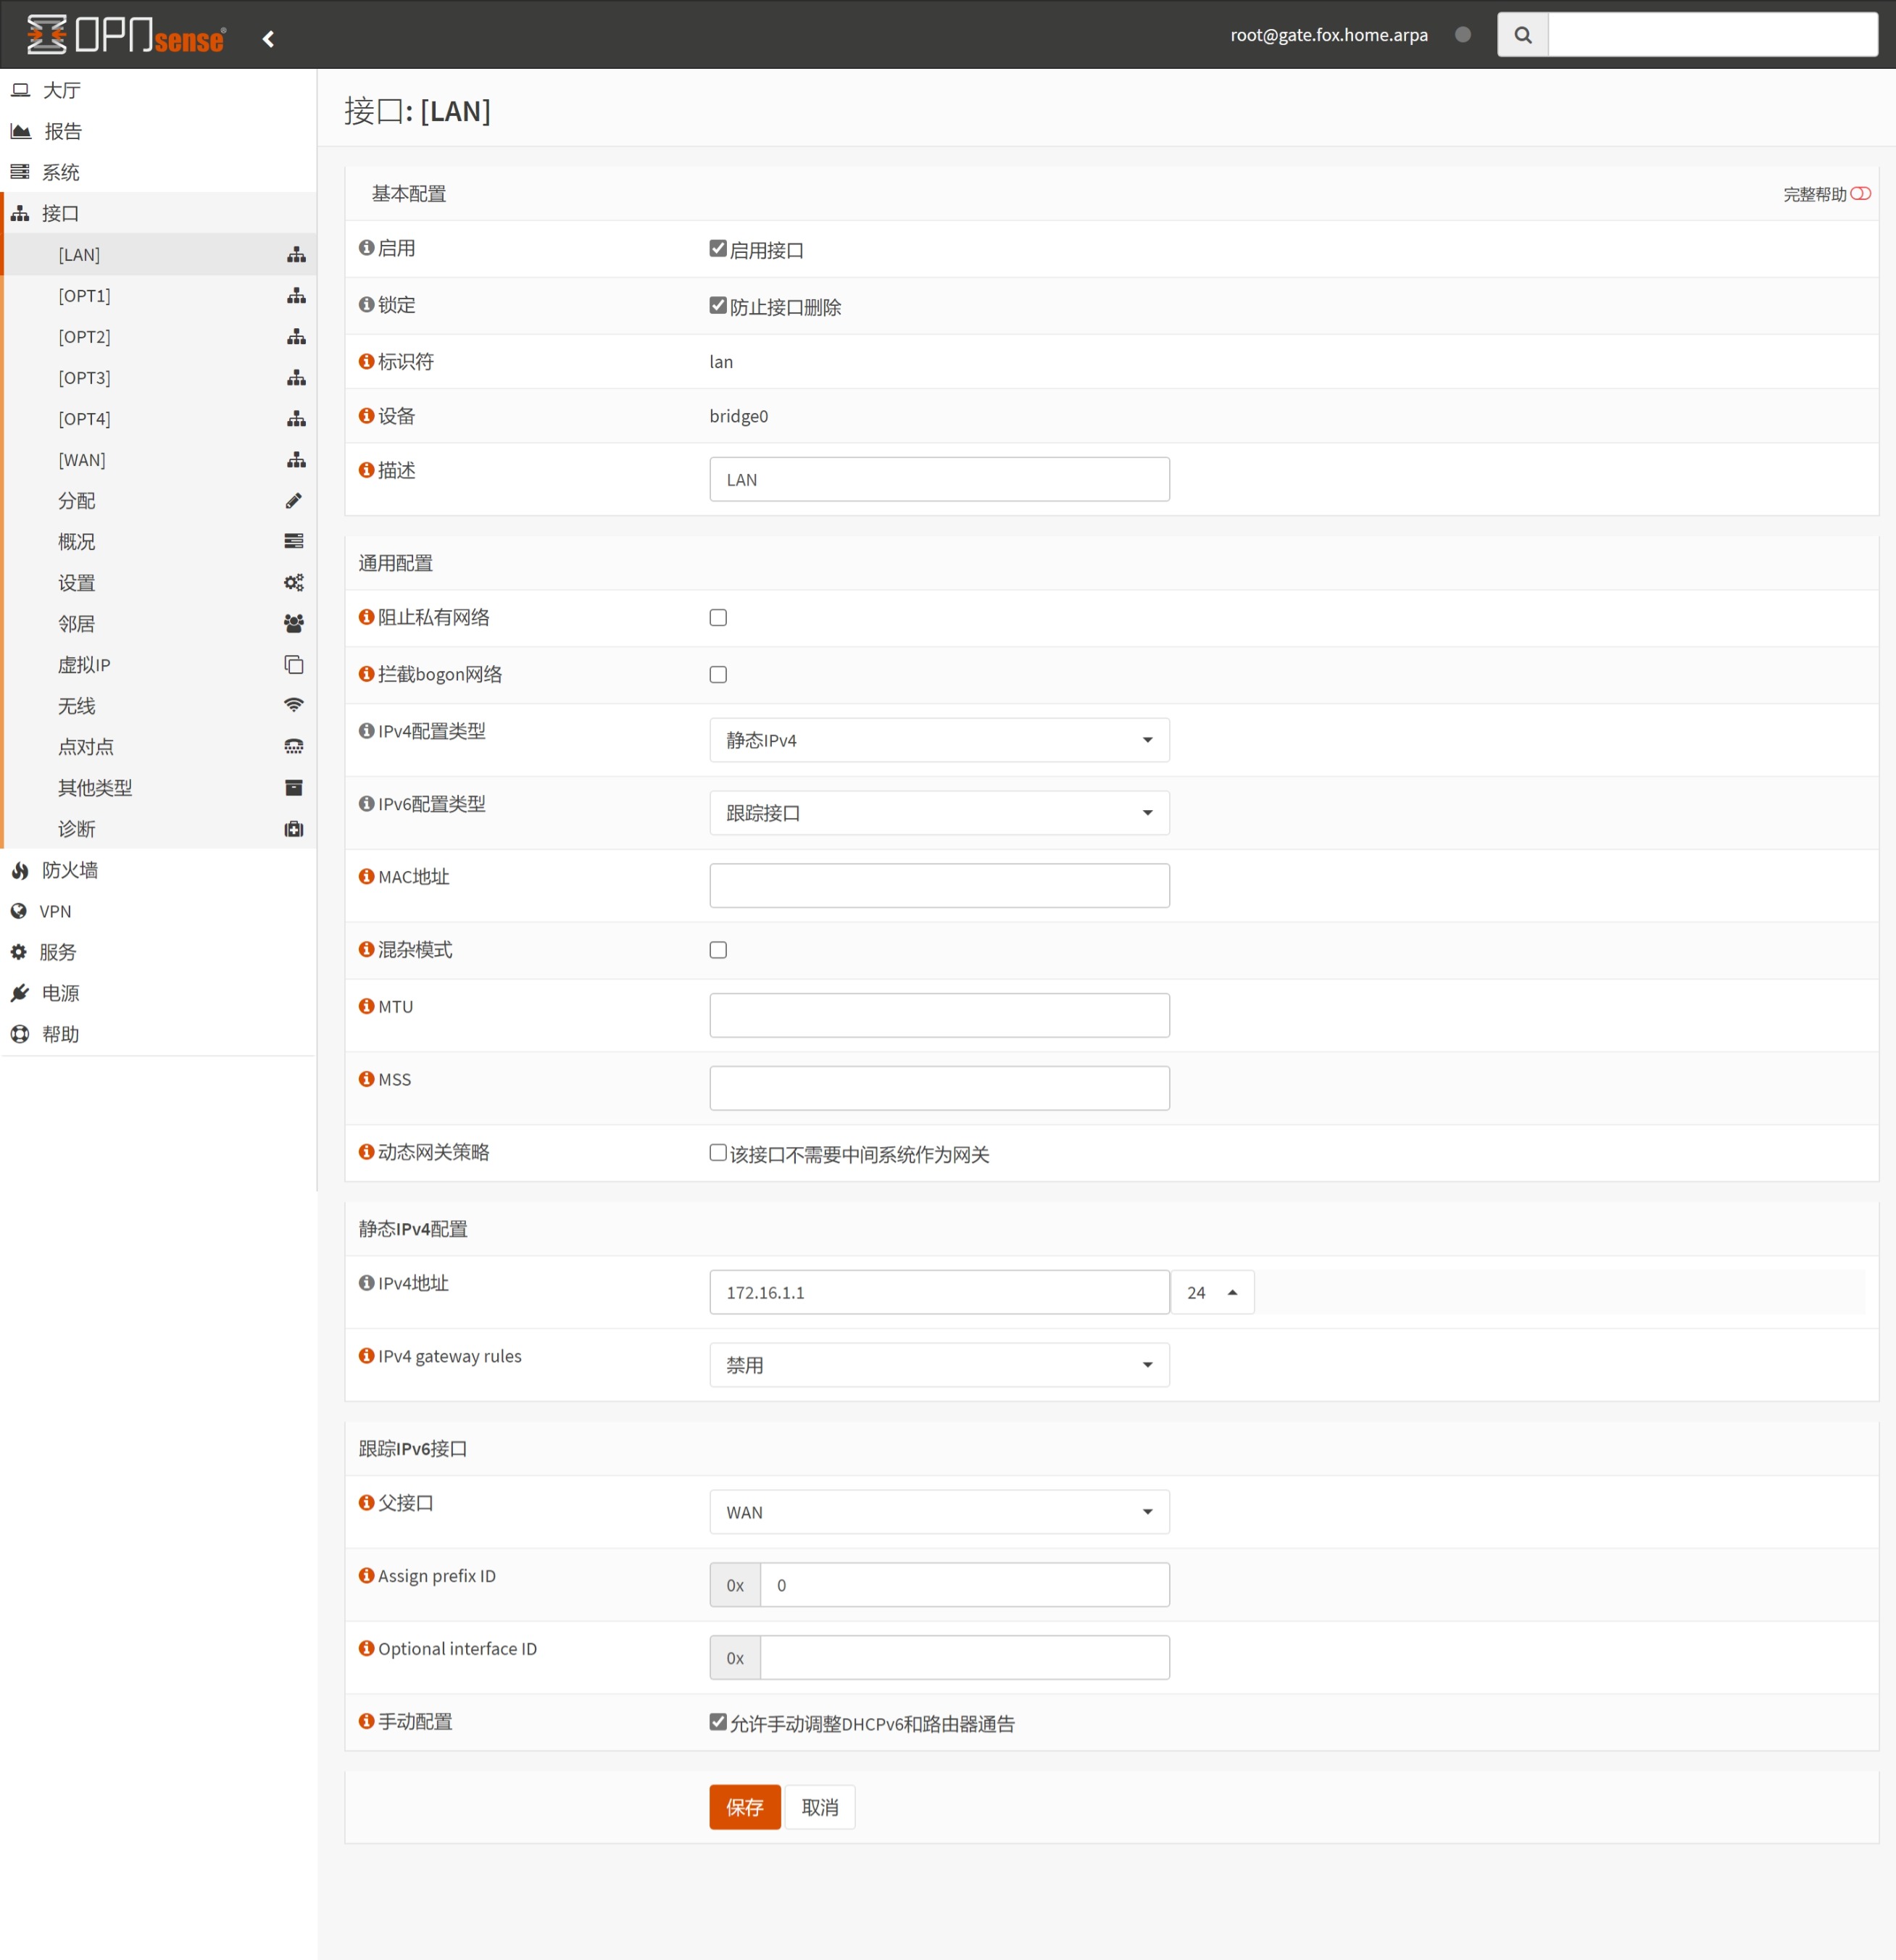 OPNsense®
root@gate.fox.home.arpa
大厅
报告
系统
接口
[LAN]
[OPT1]
[OPT2]
[OPT3]
[OPT4]
[WAN]
分配
概况
设置
邻居
虚拟IP
无线
点对点
其他类型
诊断
防火墙
VPN
服务
电源
帮助
接口: [LAN]
基本配置
完整帮助
启用
启用接口
锁定
防止接口删除
标识符
lan
设备
bridge0
描述
LAN
通用配置
阻止私有网络
拦截bogon网络
IPv4配置类型
静态IPv4
IPv6配置类型
跟踪接口
MAC地址
混杂模式
MTU
MSS
动态网关策略
该接口不需要中间系统作为网关
静态IPv4配置
IPv4地址
172.16.1.1
24
IPv4 gateway rules
禁用
跟踪IPv6接口
父接口
WAN
Assign prefix ID
0x
0
Optional interface ID
0x
手动配置
允许手动调整DHCPv6和路由器通告
保存
取消